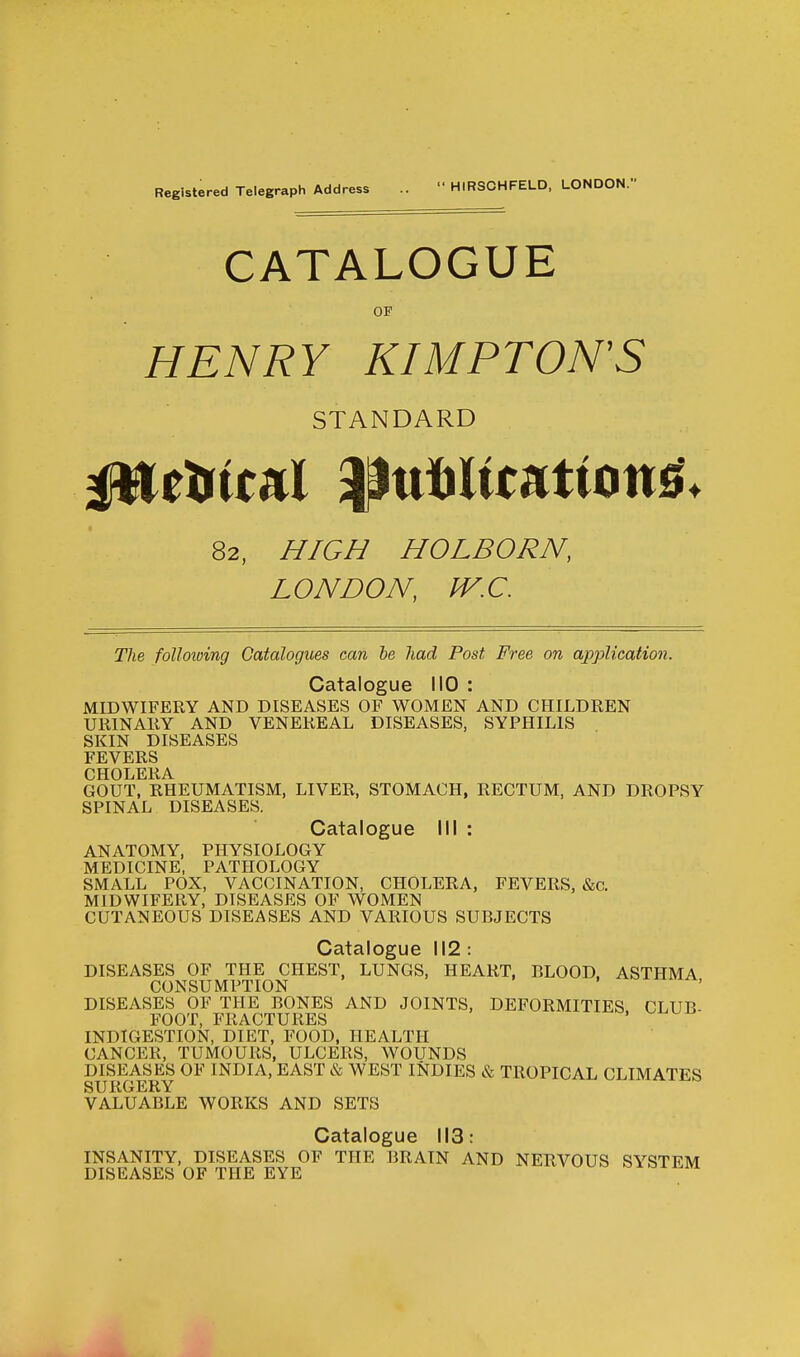 Registered Telegraph Address .. "HIRSCHFELD, LONDON."
CATALOGUE
OF
HENRY KIMPTON'S
STANDARD
Medical Publications.
82, HIGH HOLBORN,
LONDON, W.C.
The following Catalogues can be had Post Free on application.
Catalogue 110 :
MIDWIFERY AND DISEASES OF WOMEN AND CHILDREN
URINARY AND VENEREAL DISEASES, SYPHILIS
SKIN DISEASES
FEVERS
CHOLERA
GOUT, RHEUMATISM, LIVER, STOMACH, RECTUM, AND DROPSY
SPINAL DISEASES.
Catalogue 111 :
ANATOMY, PHYSIOLOGY
MEDICINE, PATHOLOGY
SMALL POX, VACCINATION, CHOLERA, FEVERS, &c.
MIDWIFERY, DISEASES OF WOMEN
CUTANEOUS DISEASES AND VARIOUS SUBJECTS
Catalogue 112 :
DISEASES OF THE CHEST, LUNGS, HEART, BLOOD, ASTHMA,
CONSUMPTION
DISEASES OF THE BONES AND JOINTS, DEFORMITIES, CLUB-
FOOT, FRACTURES
INDIGESTION, DIET, FOOD, HEALTH
CANCER, TUMOURS, ULCERS, WOUNDS
DISEASES OF INDIA, EAST & WEST INDIES & TROPICAL CLIMATES
SURGERY
VALUABLE WORKS AND SETS
Catalogue 113 :
INSANITY, DISEASES OF THE BRAIN AND NERVOUS SYSTEM
DISEASES OF THE EYE